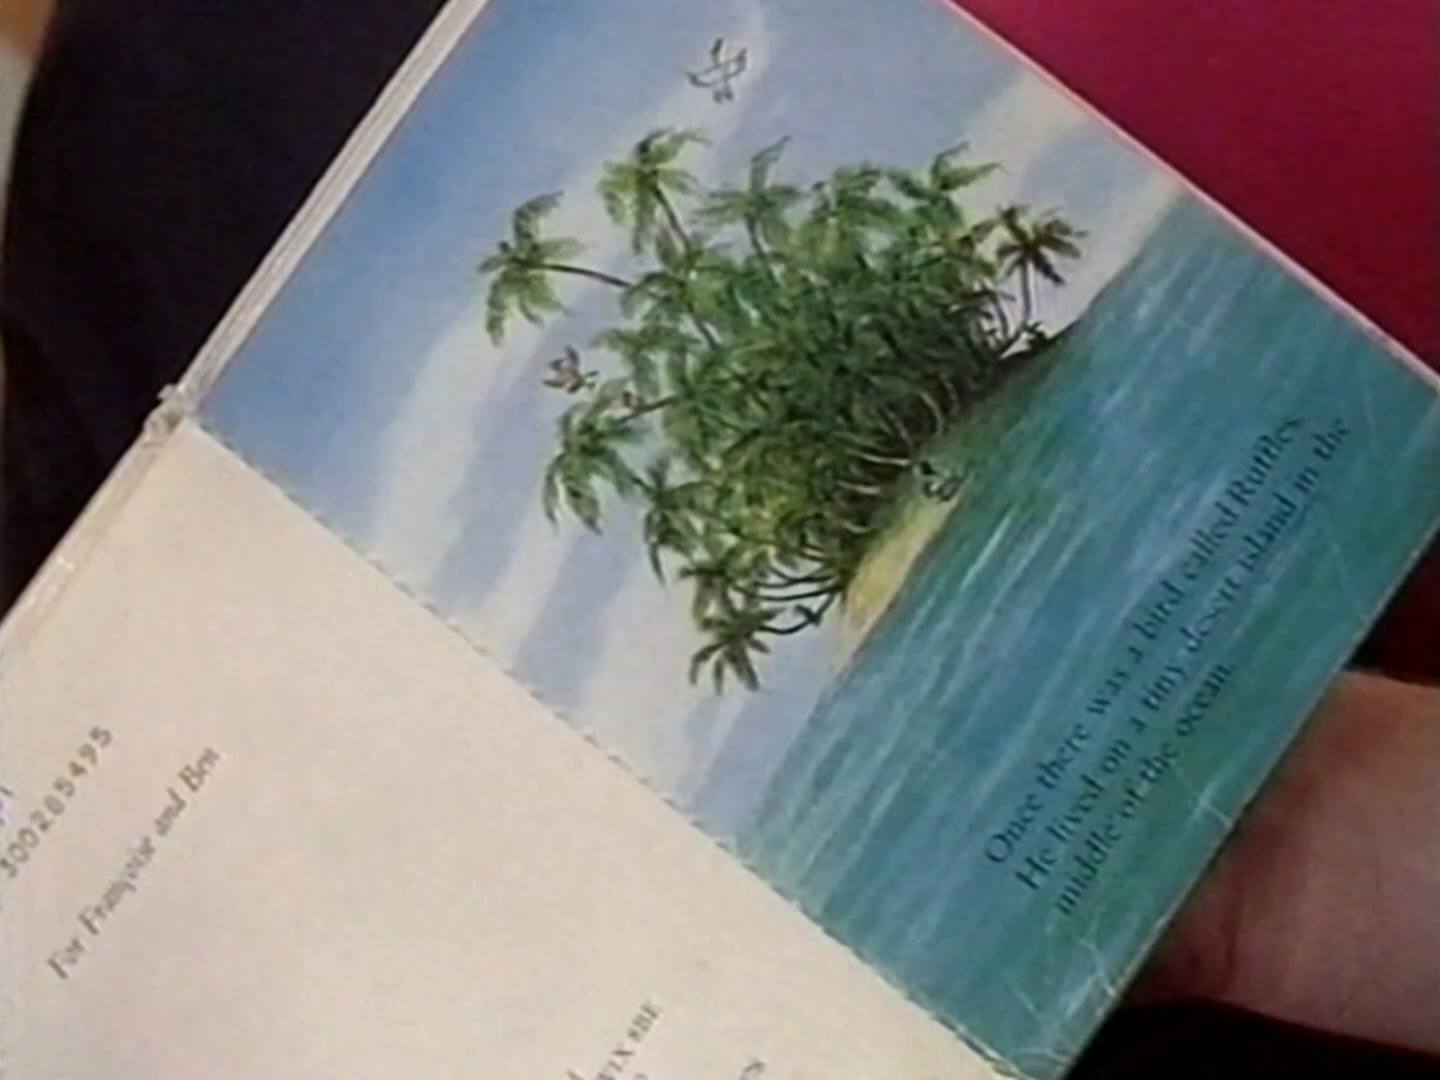 300285495
For Françoise and Ben
Once there was a bird called Ruffles.
He lived on a tiny desert island in the
middle of the ocean.